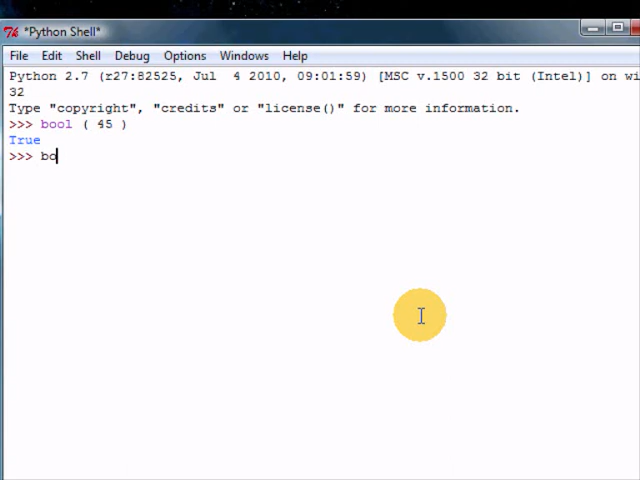 *Python Shell*
File Edit Shell Debug Options Windows Help
Python 2.7 (r27:82525, Jul  4 2010, 09:01:59) [MSC v.1500 32 bit (Intel)] on wi
32
Type "copyright", "credits" or "license()" for more information.
>>> bool ( 45 )
True
>>> bo